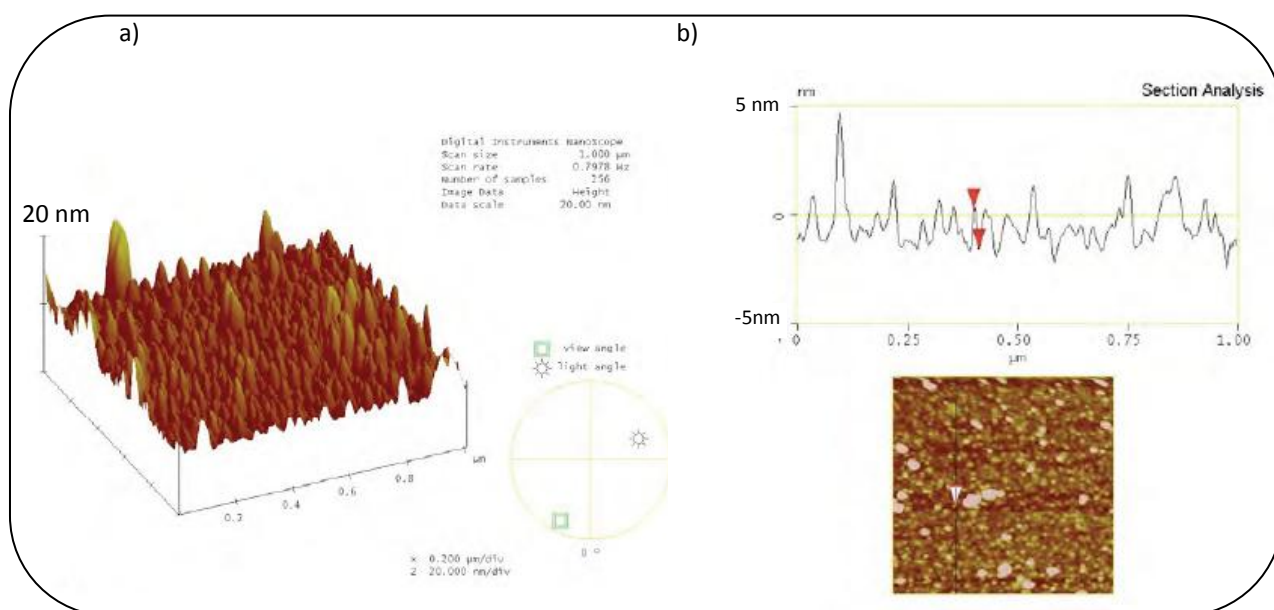 a)
Digital Instruments NanoScope
Scan size 1.000 µm
Scan rate 0.7978 Hz
Number of samples 256
Image Data Height
Data scale 20.00 nm
20 nm
view angle
light angle
µm
0.2
0.4
0.6
0.8
x 0.200 µm/div
z 20.000 nm/div
0 °
b)
nm
Section Analysis
5 nm
0
-5nm
0 0.25 0.50 0.75 1.00
µm